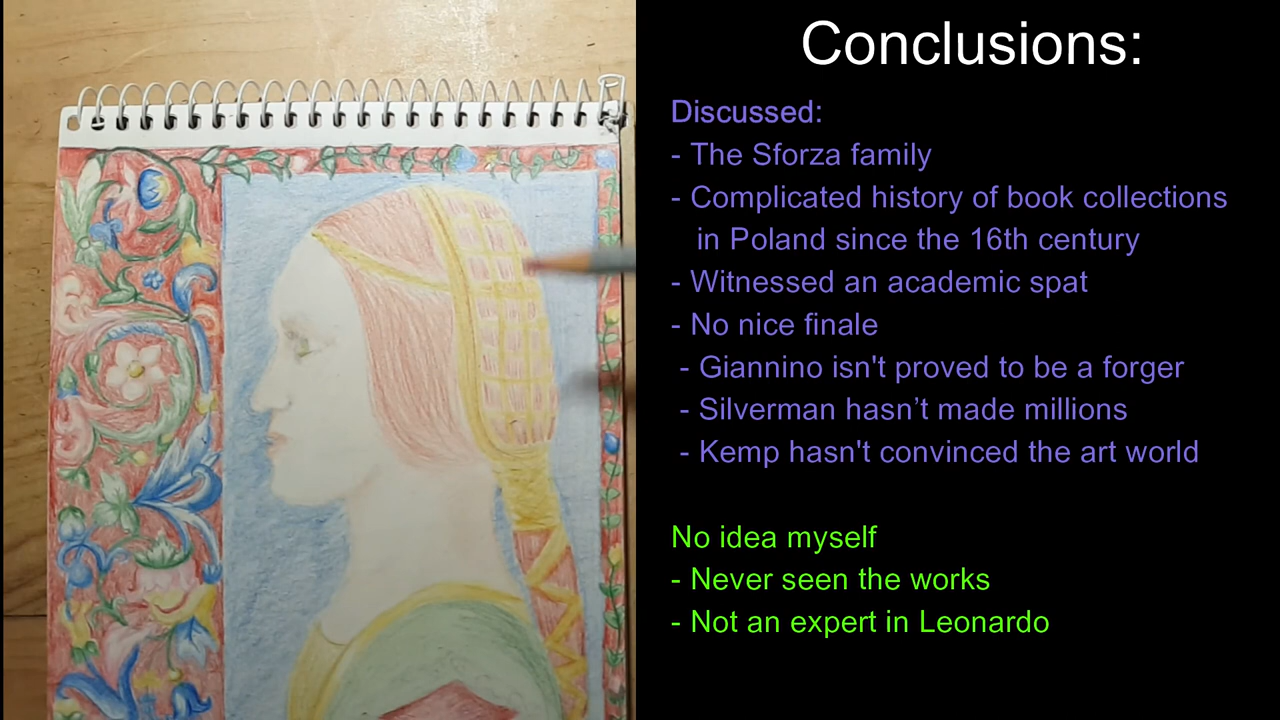 Conclusions:
Discussed:
- The Sforza family
- Complicated history of book collections
in Poland since the 16th century
- Witnessed an academic spat
- No nice finale
- Giannino isn't proved to be a forger
- Silverman hasn’t made millions
- Kemp hasn't convinced the art world
No idea myself
- Never seen the works
- Not an expert in Leonardo